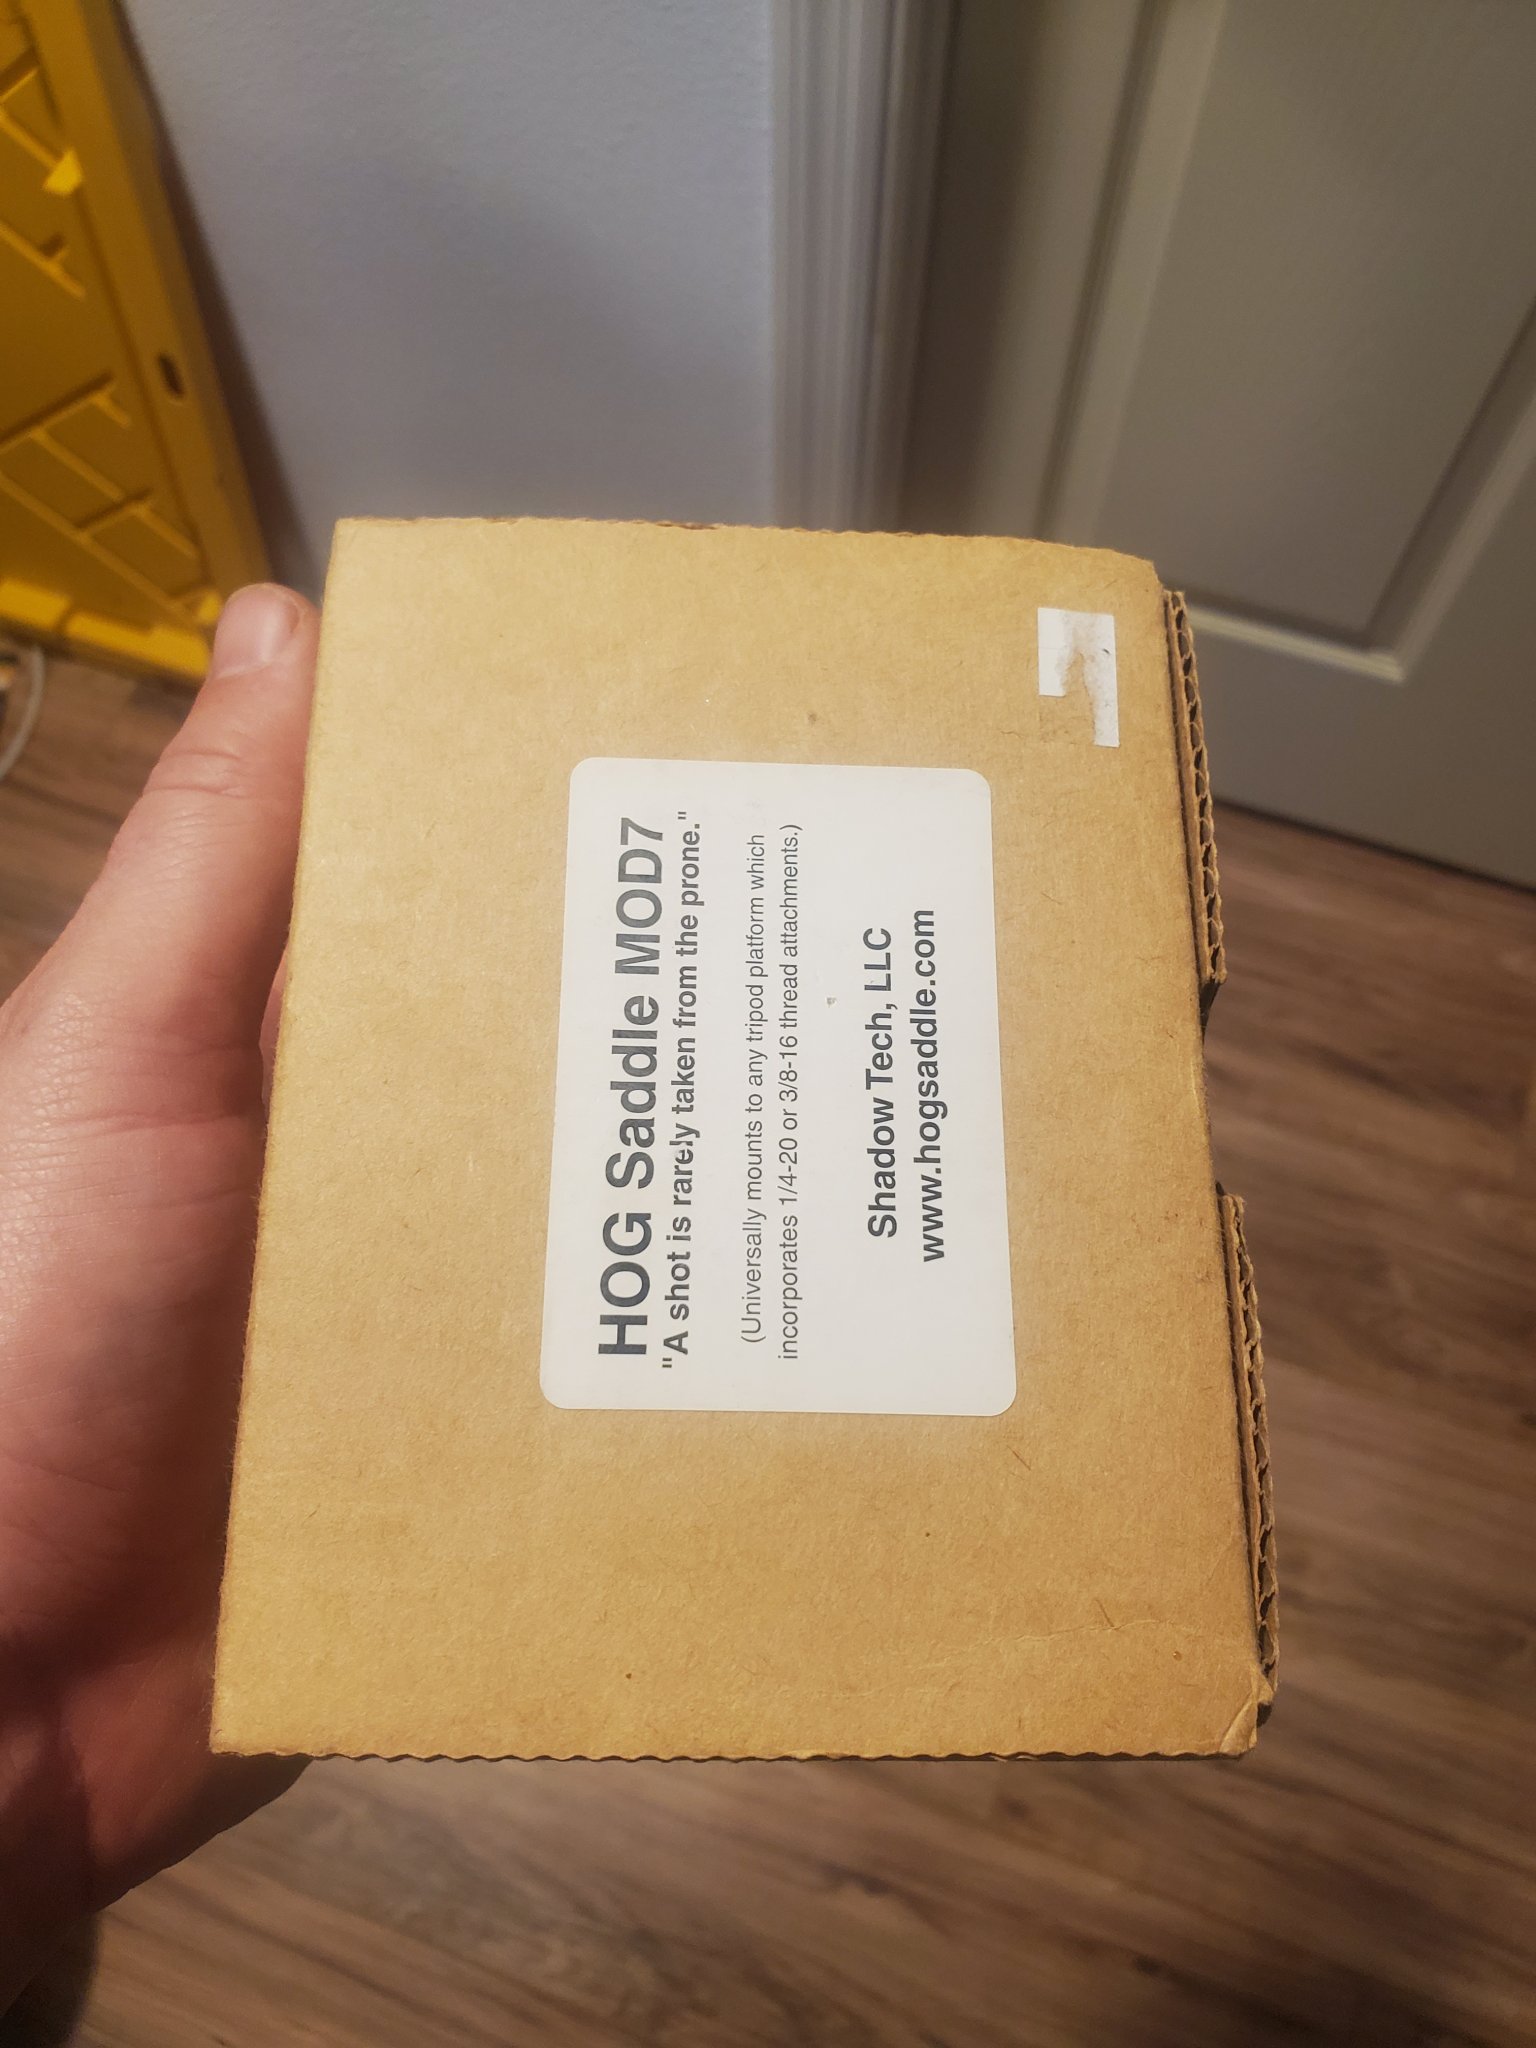 HOG Saddle MOD7
"A shot is rarely taken from the prone."
(Universally mounts to any tripod platform which
incorporates 1/4-20 or 3/8-16 thread attachments.)
Shadow Tech, LLC
www.hogsaddle.com